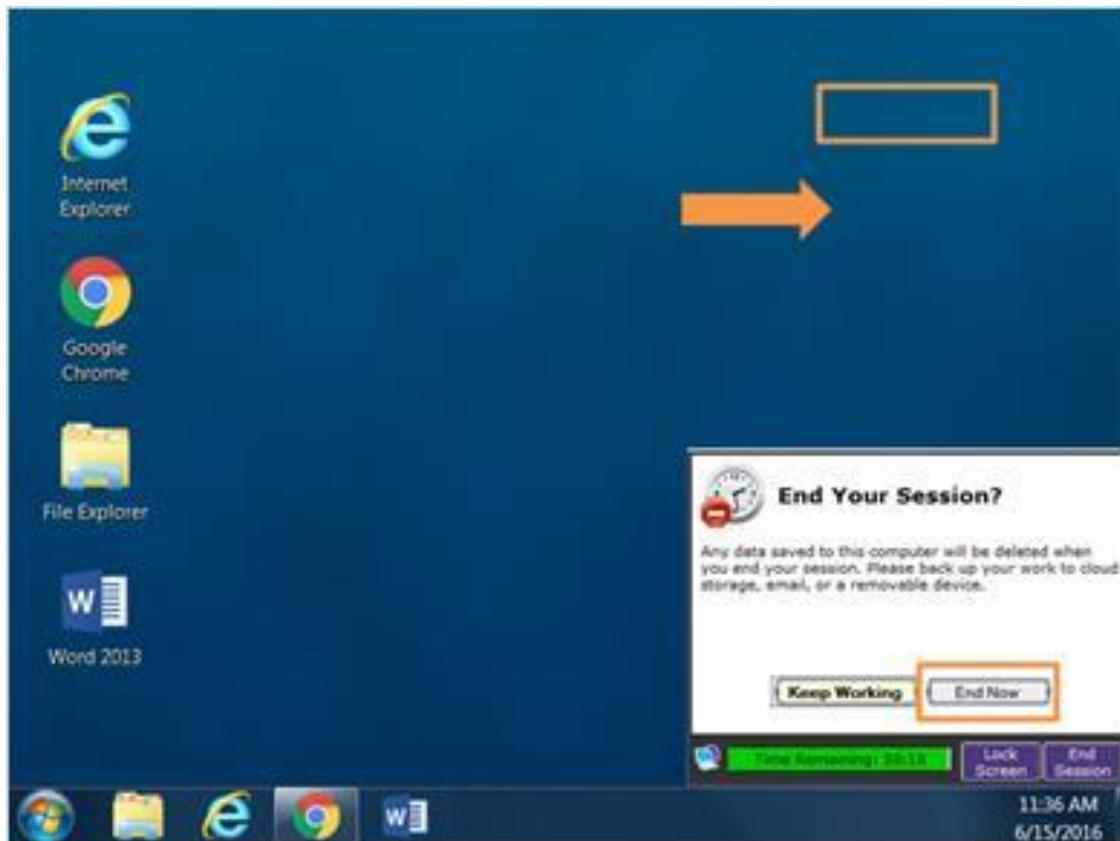 Internet
Explorer
Google
Chrome
File Explorer
Word 2013
End Your Session?
Any data saved to this computer will be deleted when
you end your session. Please back up your work to cloud
storage, email, or a removable device.
Keep Working
End Now
Time Remaining:
Lock
Screen
End
Session
11:36 AM
6/15/2016